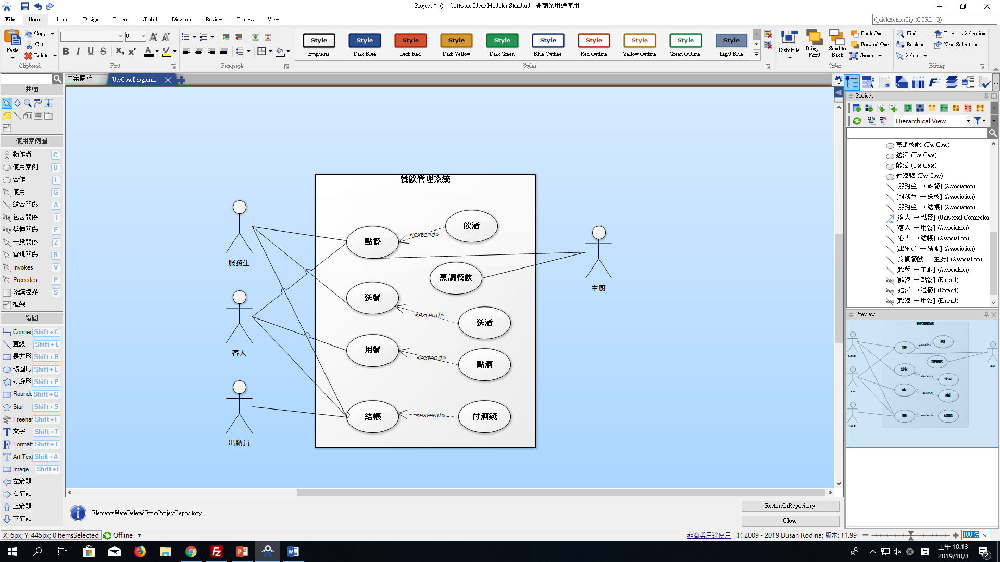 Project * () - Software Ideas Modeler Standard - 非商業用途使用
File Home Insert Design Project Global Diagram Review Process View
QuickActionTip (CTRL+Q)
Paste
Copy
Cut
Delete
Clipboard
0
B I U S
Font
Paragraph
Style Style Style Style Style Style Style Style Style Style
Emphasis Dark Blue Dark Red Dark Yellow Dark Green Blue Outline Red Outline Yellow Outline Green Outline Light Blue
Styles
Distribute
Bring to Front
Send to Back
Back One
Forward One
Group
Order
Find...
Replace...
Select
Previous Selection
Next Selection
Editing
專案屬性
UseCaseDiagram1
共通
使用案例圖
動作者 C
使用案例 U
合作 L
使用 G
結合關係 A
包含關係 I
延伸關係 E
一般關係 Z
實現關係 R
Invokes V
Precedes P
系統邊界 S
框架
繪圖
Connec Shift+C
直線 Shift+L
長方形 Shift+R
橢圓形 Shift+E
多邊形 Shift+P
Rounde Shift+G
Star Shift+S
Freehar Shift+F
文字 Shift+T
Formatt Shift+T
Art Tex Shift+A
Image Shift+I
左箭頭
右箭頭
上箭頭
下箭頭
餐飲管理系統
服務生
客人
出納員
主廚
點餐
«extend»
飲酒
烹調餐飲
送餐
«extend»
送酒
用餐
«extend»
點酒
結帳
«extend»
付酒錢
Project
Hierarchical View
烹調餐飲 (Use Case)
送酒 (Use Case)
飲酒 (Use Case)
付酒錢 (Use Case)
[服務生 → 點餐] (Association)
[服務生 → 送餐] (Association)
[服務生 → 結帳] (Association)
[客人 → 點餐] (Universal Connector
[客人 → 用餐] (Association)
[客人 → 結帳] (Association)
[出納員 → 結帳] (Association)
[烹調餐飲 → 主廚] (Association)
[點餐 → 主廚] (Association)
[飲酒 → 點餐] (Entend)
[送酒 → 送餐] (Entend)
[點酒 → 用餐] (Entend)
Preview
ElementsWereDeletedFromProjectRepository
RestoreInRepository
Close
X: 6px; Y: 445px; 0 ItemsSelected
Offline
非商業用途使用
© 2009 - 2019 Dusan Rodina; 版本: 11.99
100 %
上午 10:13
2019/10/3
2